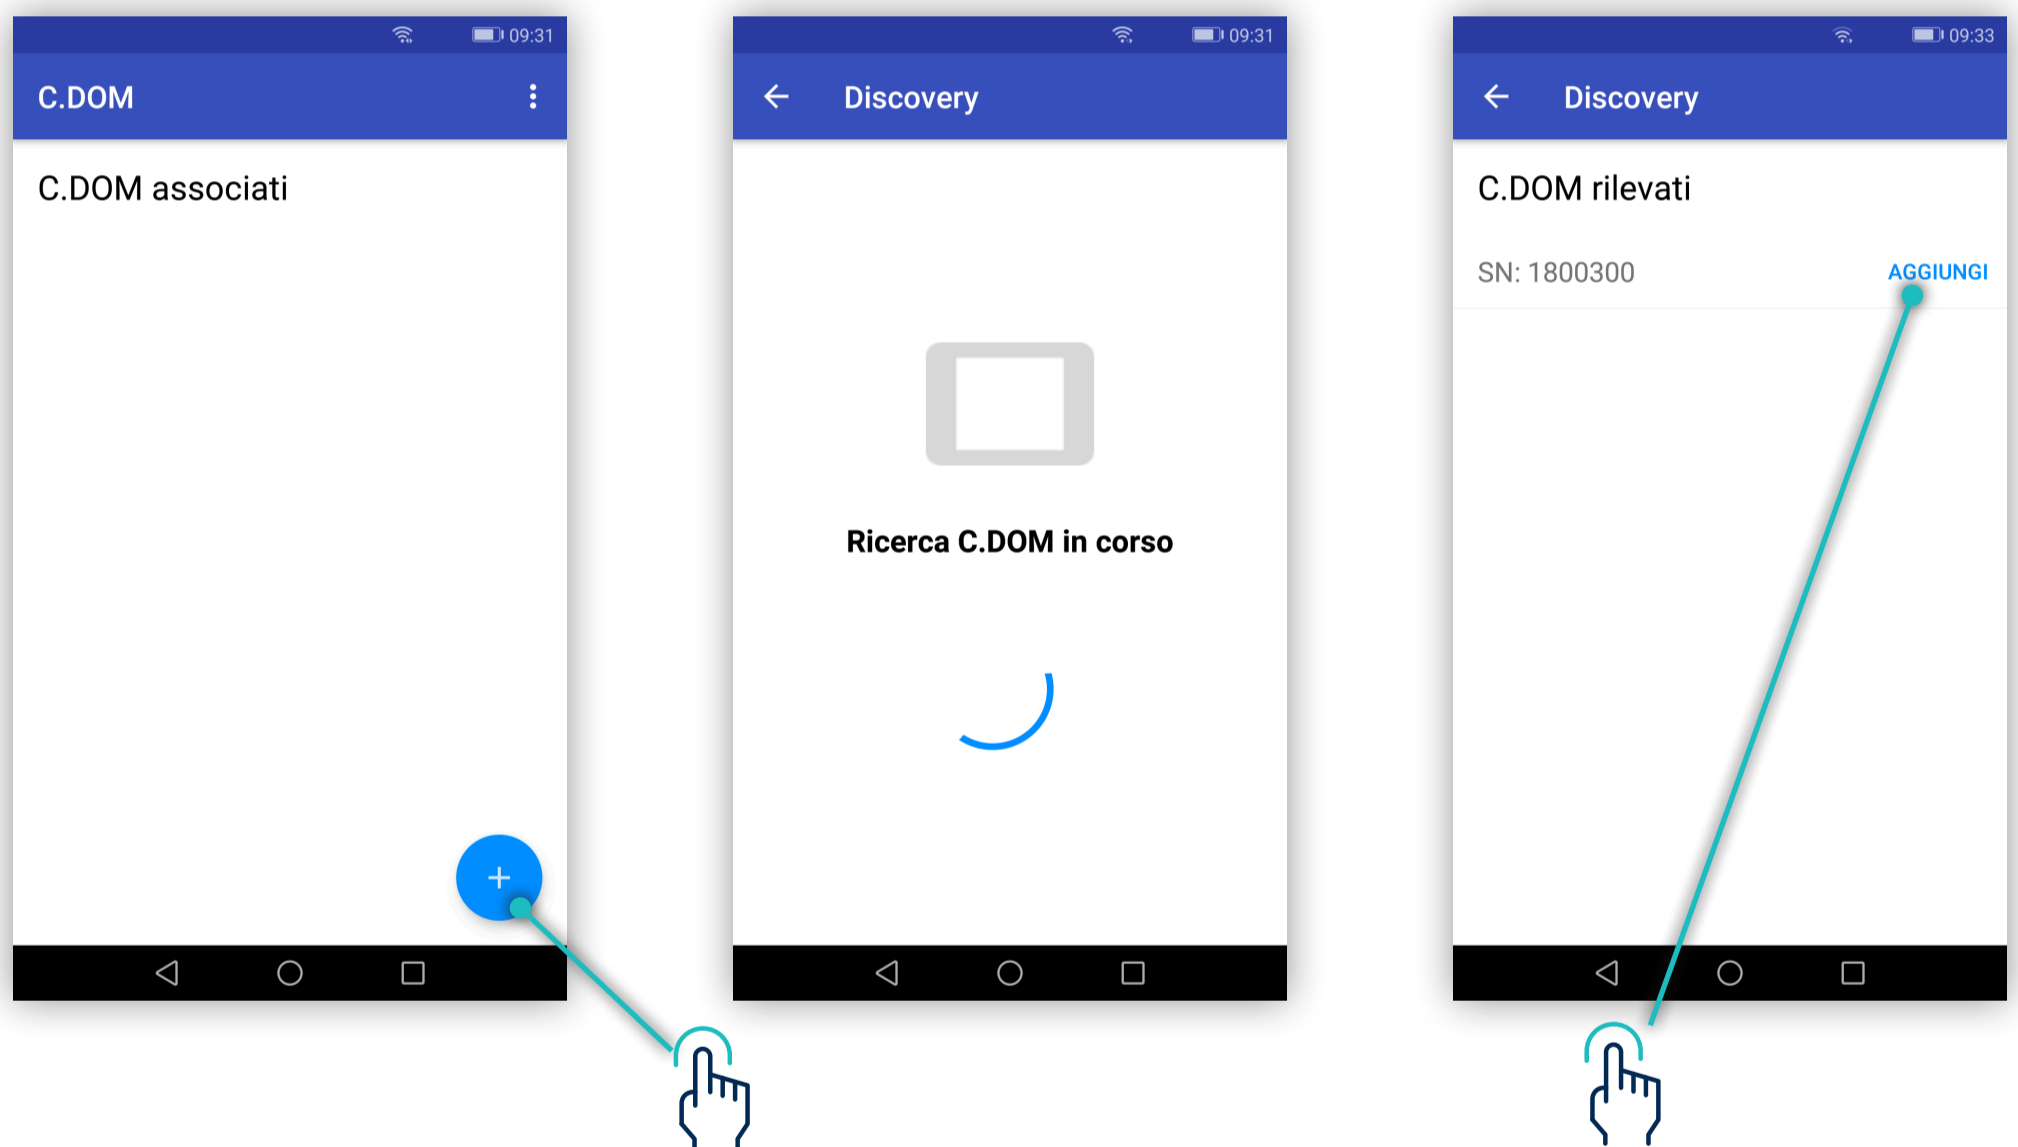 09:31
C.DOM
C.DOM associati
+
09:31
Discovery
Ricerca C.DOM in corso
09:33
Discovery
C.DOM rilevati
SN: 1800300
AGGIUNGI